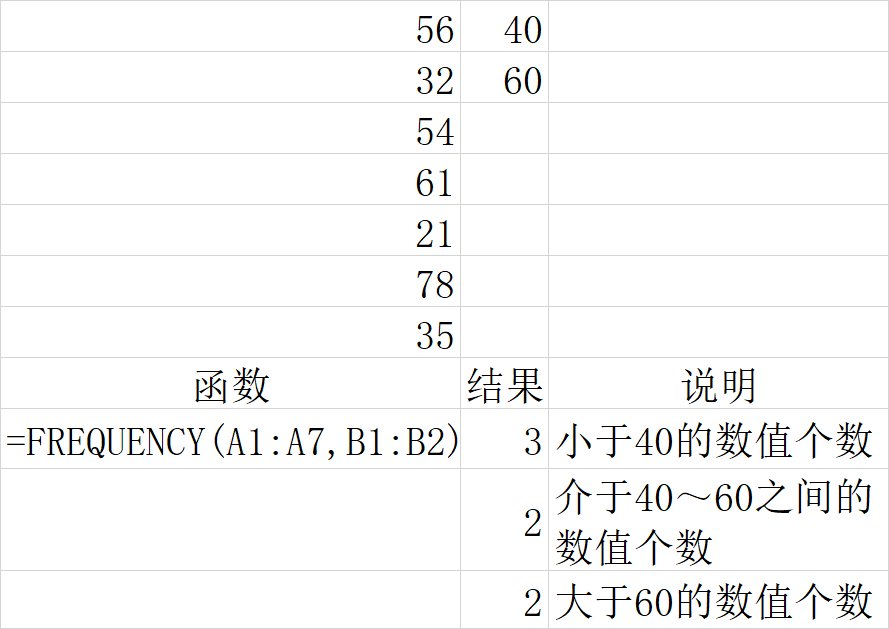 56 40
32 60
54
61
21
78
35
函数 结果 说明
=FREQUENCY(A1:A7,B1:B2) 3 小于40的数值个数
2 介于40～60之间的
数值个数
2 大于60的数值个数